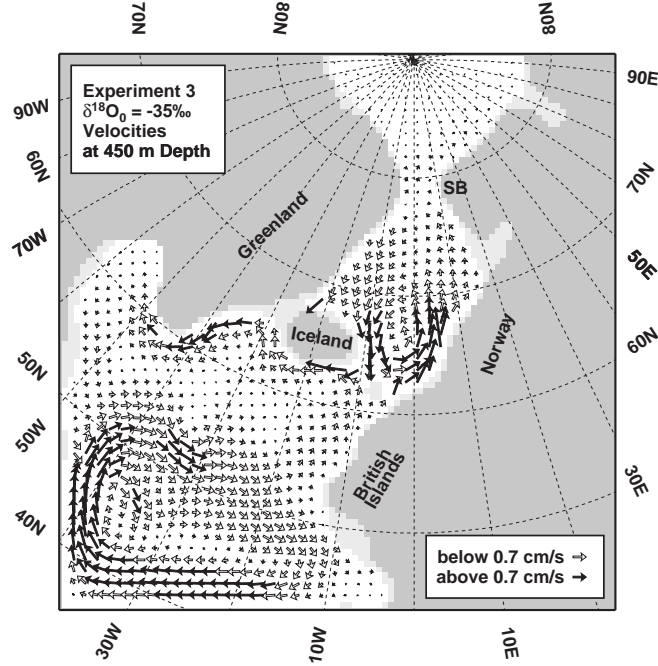 70N
80N
80N
90E
Experiment 3
δ¹⁸O₀ = -35‰
Velocities
at 450 m Depth
90W
60N
70W
50N
50W
40N
SB
Greenland
Iceland
Norway
British
Islands
70N
50E
60N
30E
below 0.7 cm/s ⇨
above 0.7 cm/s ➔
30W
10W
10E